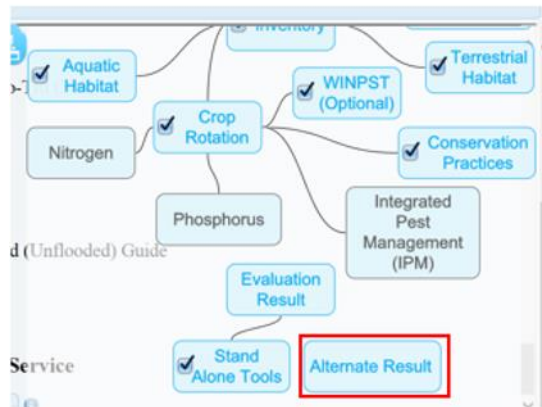 Inventory
Aquatic
Habitat
Terrestrial
Habitat
WINPST
(Optional)
Crop
Rotation
Nitrogen
Conservation
Practices
Phosphorus
Integrated
Pest
Management
(IPM)
d (Unflooded) Guide
Evaluation
Result
Stand
Alone Tools
Alternate Result
Service